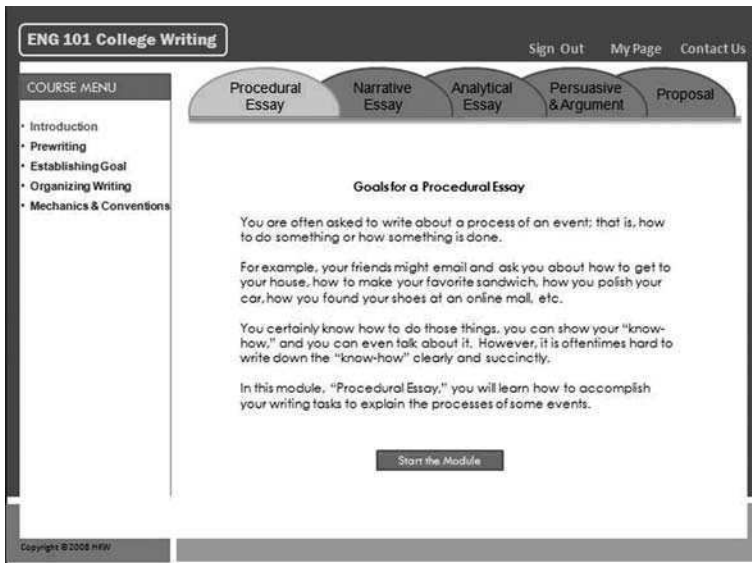 ENG 101 College Writing
Sign Out My Page Contact Us
COURSE MENU
· Introduction
· Prewriting
· Establishing Goal
· Organizing Writing
· Mechanics & Conventions
Procedural
Essay
Narrative
Essay
Analytical
Essay
Persuasive
& Argument
Proposal
Goals for a Procedural Essay
You are often asked to write about a process of an event; that is, how
to do something or how something is done.
For example, your friends might email and ask you about how to get to
your house, how to make your favorite sandwich, how you polish your
car, how you found your shoes at an online mall, etc.
You certainly know how to do those things, you can show your “know-
how,” and you can even talk about it. However, it is oftentimes hard to
write down the “know-how” clearly and succinctly.
In this module, “Procedural Essay,” you will learn how to accomplish
your writing tasks to explain the processes of some events.
Start the Module
Copyright © 2008